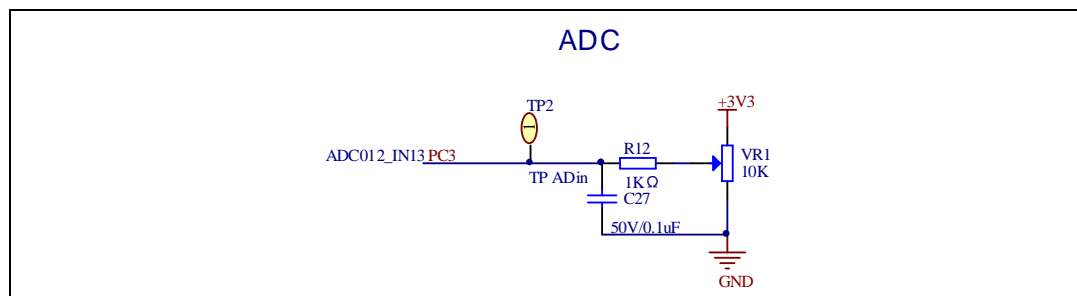 ADC
+3V3
TP2
ADC012_IN13 PC3
R12
VR1
TP ADin
1KΩ
10K
C27
50V/0.1uF
GND